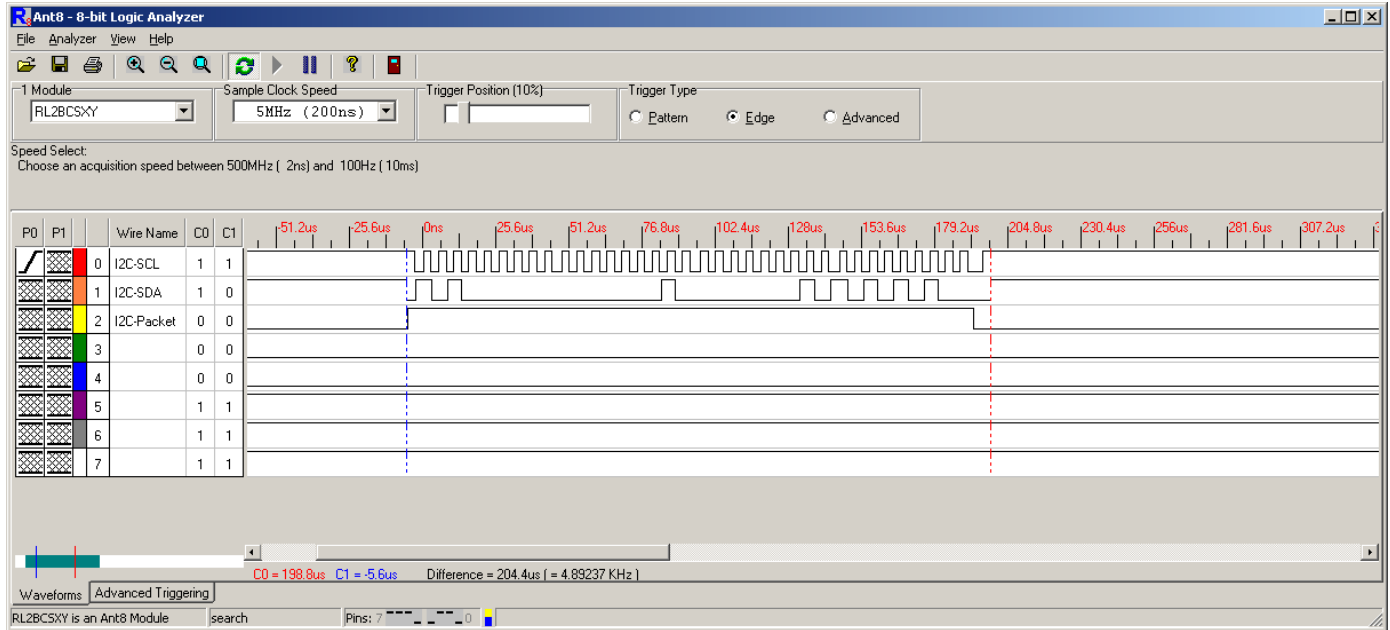 Ant8 - 8-bit Logic Analyzer
File Analyzer View Help
1 Module
Sample Clock Speed
Trigger Position (10%)
Trigger Type
RL2BCSXY
5MHz (200ns)
Pattern
Edge
Advanced
Speed Select:
Choose an acquisition speed between 500MHz ( 2ns) and 100Hz ( 10ms)
P0 P1 Wire Name C0 C1 -51.2us -25.6us 0ns 25.6us 51.2us 76.8us 102.4us 128us 153.6us 179.2us 204.8us 230.4us 256us 281.6us 307.2us
0 I2C-SCL 1 1
1 I2C-SDA 1 0
2 I2C-Packet 0 0
3 0 0
4 0 0
5 1 1
6 1 1
7 1 1
C0 = 198.8us C1 = -5.6us Difference = 204.4us ( = 4.89237 KHz )
Waveforms Advanced Triggering
RL2BCSXY is an Ant8 Module search Pins: 7 0